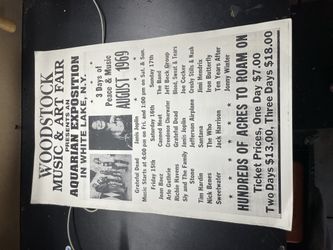 WOODSTOCK
MUSIC & ART FAIR
PRESENTS AN
AQUARIAN EXPOSITION
IN WHITE LAKE, N.Y.
3 Days of
Peace & Music
AUGUST 1969
Grateful Dead Janis Joplin
Music Starts at 4:00 pm on Fri. and 1:00 pm on Sat. & Sun.
Friday 15th
Joan Baez
Arlo Guthrie
Richie Havens
Sly and The Family
Stone
Tim Hardin
Nick Benes
Sweetwater
Saturday 16th
Canned Heat
Creedence Clearwater
Grateful Dead
Janis Joplin
Jefferson Airplane
Santana
The Who
Jack Harrison
Sunday 17th
The Band
Jeff Beck Group
Blood, Sweat & Tears
Joe Cocker
Crosby Stills & Nash
Jimi Hendrix
Iron Butterfly
Ten Years After
Johnny Winter
HUNDREDS OF ACRES TO ROAM ON
Ticket Prices, One Day $7.00
Two Days $13.00, Three Days $18.00